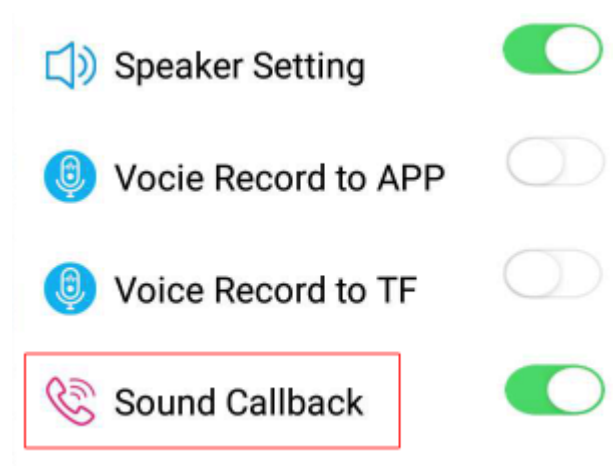 Speaker Setting
Vocie Record to APP
Voice Record to TF
Sound Callback